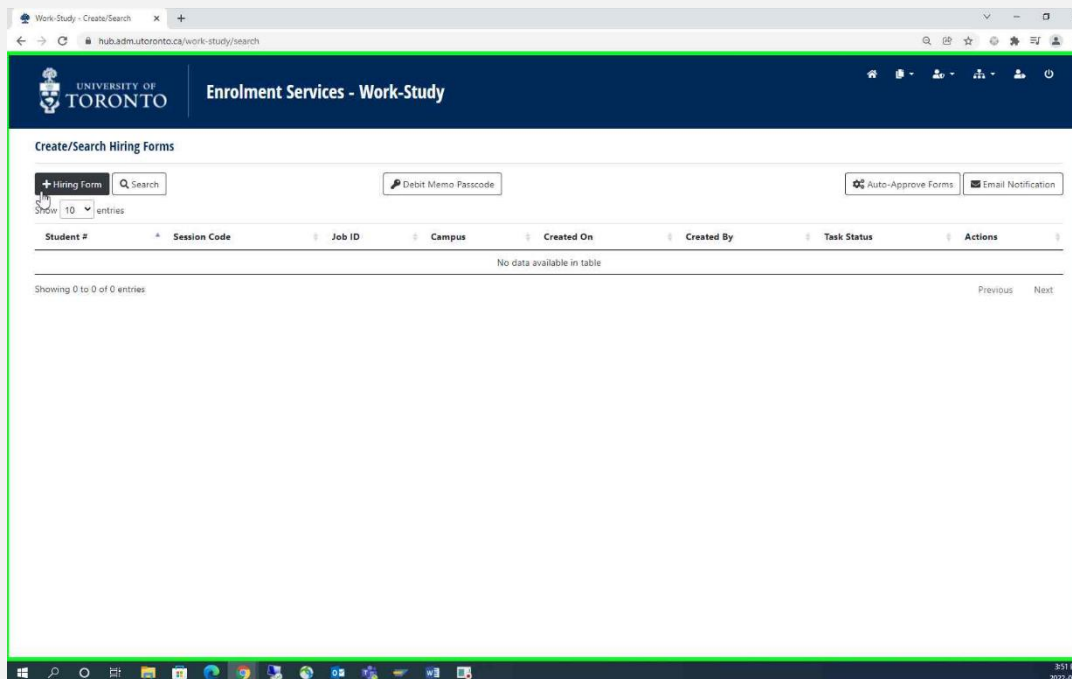 Work-Study - Create/Search
hub.adm.utoronto.ca/work-study/search
UNIVERSITY OF
TORONTO
Enrolment Services - Work-Study
Create/Search Hiring Forms
Hiring Form Search Debit Memo Passcode Auto-Approve Forms Email Notification
Show 10 entries
Student # Session Code Job ID Campus Created On Created By Task Status Actions
No data available in table
Showing 0 to 0 of 0 entries Previous Next
3:51